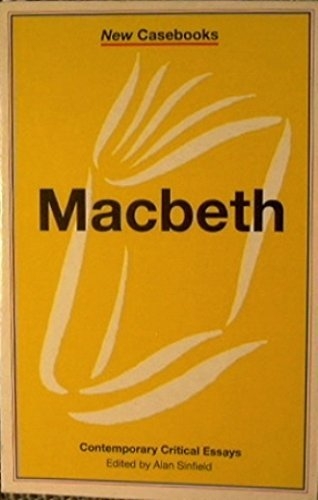 New Casebooks
Macbeth
Contemporary Critical Essays
Edited by Alan Sinfield